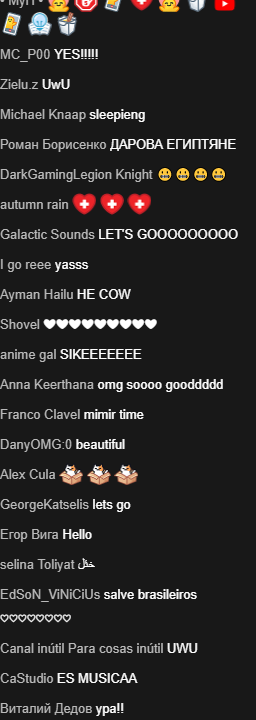 MC_P00 YES!!!!!
Zielu.z UwU
Michael Knaap sleepieng
Роман Борисенко ДАРОВА ЕГИПТЯНЕ
DarkGamingLegion Knight 😬😬😬😬
autumn rain
Galactic Sounds LET'S GOOOOOOOOO
I go reee yasss
Ayman Hailu HE COW
Shovel 🤍🤍🤍🤍🤍🤍🤍🤍🤍
anime gal SIKEEEEEEE
Anna Keerthana omg soooo gooddddd
Franco Clavel mimir time
DanyOMG:0 beautiful
Alex Cula
GeorgeKatselis lets go
Егор Вига Hello
selina Toliyat
EdSoN_ViNiCiUs salve brasileiros
♡♡♡♡♡♡♡♡
Canal inútil Para cosas inútil UWU
CaStudio ES MUSICAA
Виталий Дедов ура!!